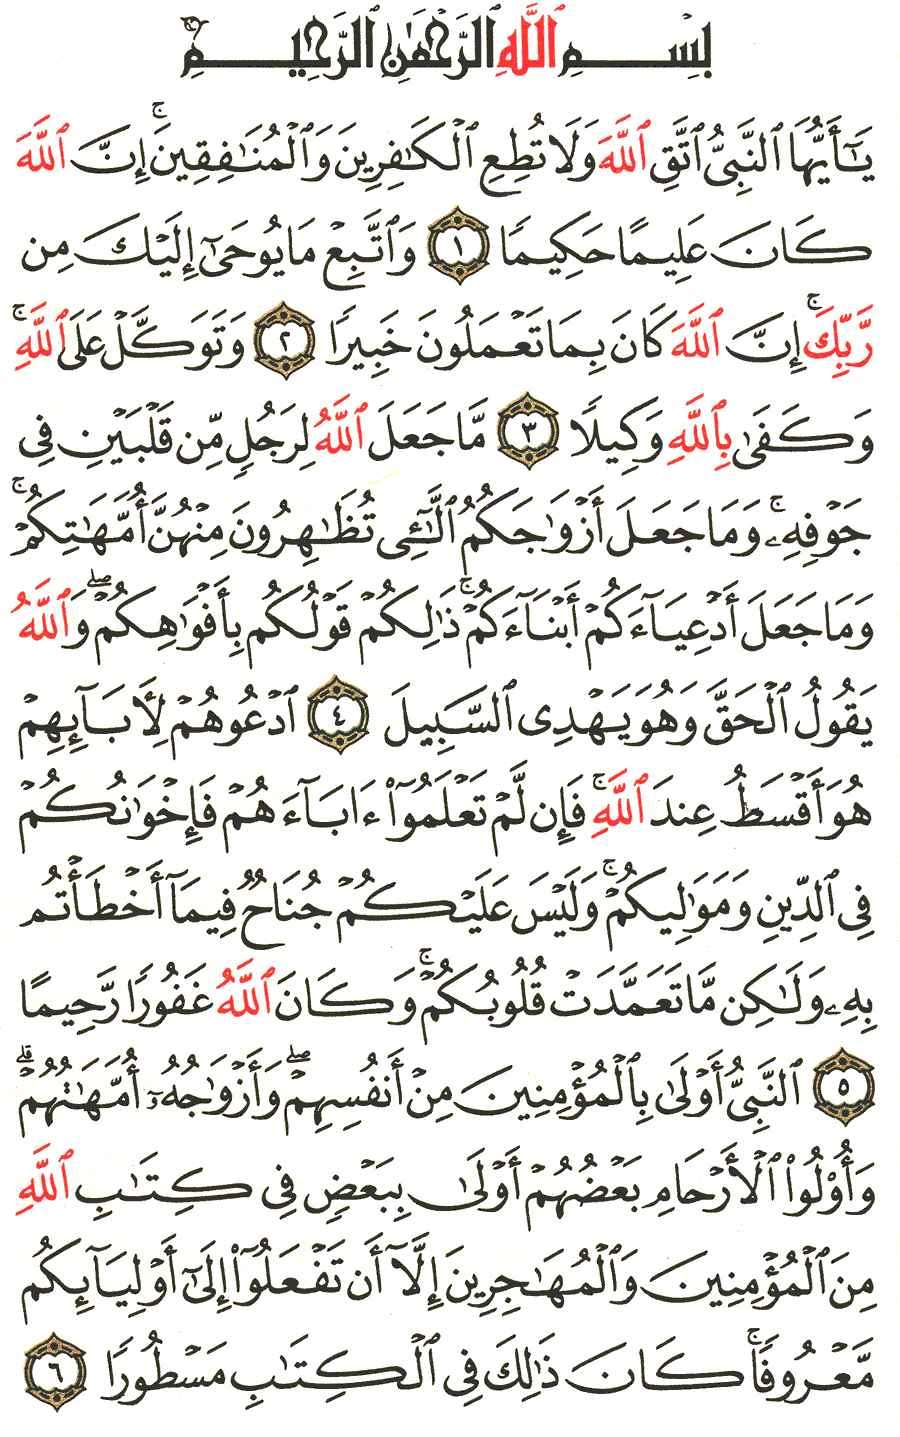 بِسْمِ ٱللَّهِ ٱلرَّحْمَٰنِ ٱلرَّحِيمِ
يَٰٓأَيُّهَا ٱلنَّبِىُّ ٱتَّقِ ٱللَّهَ وَلَا تُطِعِ ٱلْكَٰفِرِينَ وَٱلْمُنَٰفِقِينَ ۚ إِنَّ ٱللَّهَ
كَانَ عَلِيمًا حَكِيمًا ١ وَٱتَّبِعْ مَا يُوحَىٰٓ إِلَيْكَ مِن
رَّبِّكَ ۚ إِنَّ ٱللَّهَ كَانَ بِمَا تَعْمَلُونَ خَبِيرًا ٢ وَتَوَكَّلْ عَلَى ٱللَّهِ ۚ
وَكَفَىٰ بِٱللَّهِ وَكِيلًا ٣ مَّا جَعَلَ ٱللَّهُ لِرَجُلٍ مِّن قَلْبَيْنِ فِى
جَوْفِهِۦ ۚ وَمَا جَعَلَ أَزْوَٰجَكُمُ ٱلَّٰٓـِٔى تُظَٰهِرُونَ مِنْهُنَّ أُمَّهَٰتِكُمْ ۚ
وَمَا جَعَلَ أَدْعِيَآءَكُمْ أَبْنَآءَكُمْ ۚ ذَٰلِكُمْ قَوْلُكُم بِأَفْوَٰهِكُمْ ۖ وَٱللَّهُ
يَقُولُ ٱلْحَقَّ وَهُوَ يَهْدِى ٱلسَّبِيلَ ٤ ٱدْعُوهُمْ لِـَٔابَآئِهِمْ
هُوَ أَقْسَطُ عِندَ ٱللَّهِ ۚ فَإِن لَّمْ تَعْلَمُوٓا۟ ءَابَآءَهُمْ فَإِخْوَٰنُكُمْ
فِى ٱلدِّينِ وَمَوَٰلِيكُمْ ۚ وَلَيْسَ عَلَيْكُمْ جُنَاحٌ فِيمَآ أَخْطَأْتُم
بِهِۦ وَلَٰكِن مَّا تَعَمَّدَتْ قُلُوبُكُمْ ۚ وَكَانَ ٱللَّهُ غَفُورًا رَّحِيمًا
٥ ٱلنَّبِىُّ أَوْلَىٰ بِٱلْمُؤْمِنِينَ مِنْ أَنفُسِهِمْ ۖ وَأَزْوَٰجُهُۥٓ أُمَّهَٰتُهُمْ ۗ
وَأُو۟لُوا۟ ٱلْأَرْحَامِ بَعْضُهُمْ أَوْلَىٰ بِبَعْضٍ فِى كِتَٰبِ ٱللَّهِ
مِنَ ٱلْمُؤْمِنِينَ وَٱلْمُهَٰجِرِينَ إِلَّآ أَن تَفْعَلُوٓا۟ إِلَىٰٓ أَوْلِيَآئِكُم
مَّعْرُوفًا ۚ كَانَ ذَٰلِكَ فِى ٱلْكِتَٰبِ مَسْطُورًا ٦